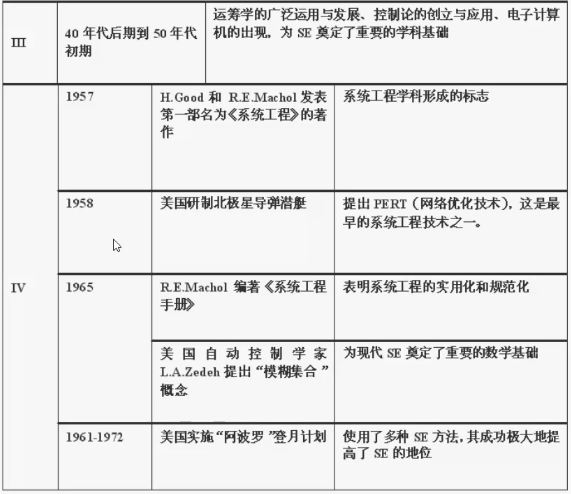 III
40 年代后期到 50 年代
初期
运筹学的广泛运用与发展、控制论的创立与应用、电子计算
机的出现，为 SE 奠定了重要的学科基础
IV
1957
H.Good 和 R.E.Machol 发表
第一部名为《系统工程》的著
作
系统工程学科形成的标志
1958
美国研制北极星导弹潜艇
提出 PERT（网络优化技术），这是最
早的系统工程技术之一。
1965
R.E.Machol 编著《系统工程
手册》
表明系统工程的实用化和规范化
美国自动控制学家
L.A.Zedeh 提出“模糊集合”
概念
为现代 SE 奠定了重要的数学基础
1961-1972
美国实施“阿波罗”登月计划
使用了多种 SE 方法，其成功极大地提
高了 SE 的地位